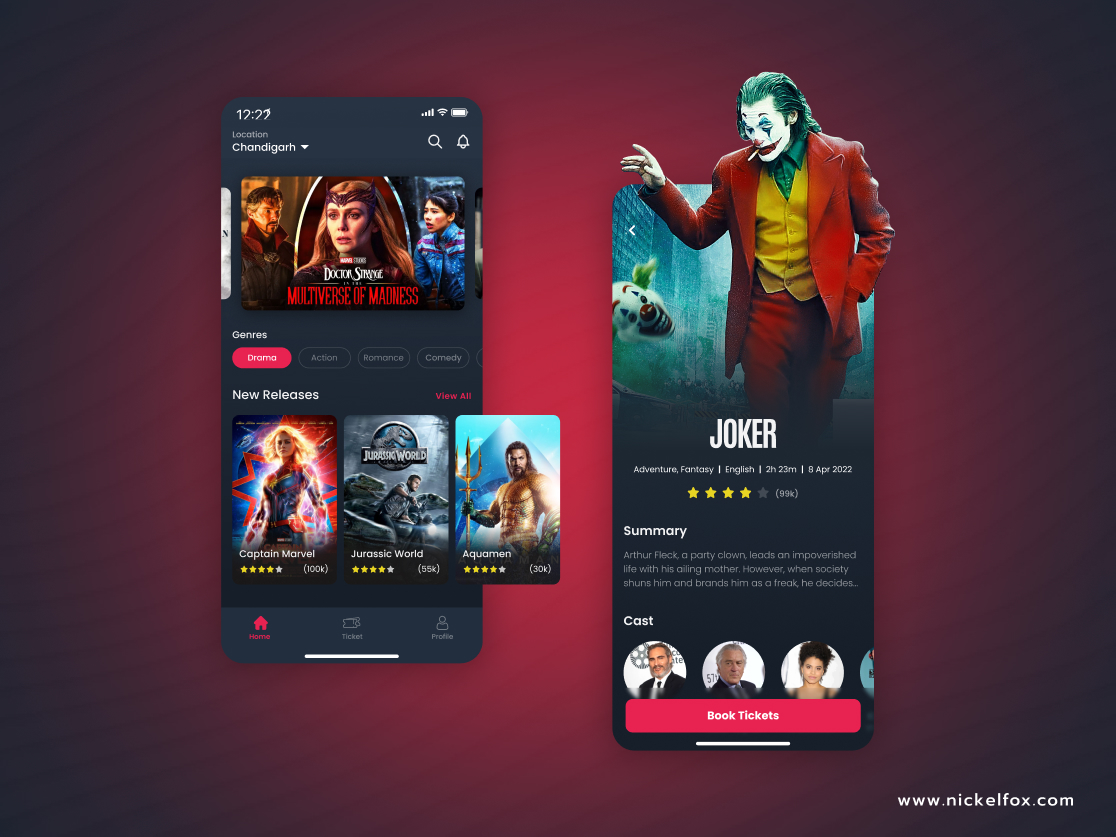 12:22
Location
Chandigarh
N
MARVEL STUDIOS
DOCTOR STRANGE
IN THE
MULTIVERSE OF MADNESS
Genres
Drama
Action
Romance
Comedy
New Releases
View All
JURASSIC WORLD
Captain Marvel
(100k)
Jurassic World
(55k)
Aquamen
(30k)
Home
Ticket
Profile
JOKER
Adventure, Fantasy | English | 2h 23m | 8 Apr 2022
(99k)
Summary
Arthur Fleck, a party clown, leads an impoverished
life with his ailing mother. However, when society
shuns him and brands him as a freak, he decides...
Cast
57
Book Tickets
www.nickelfox.com